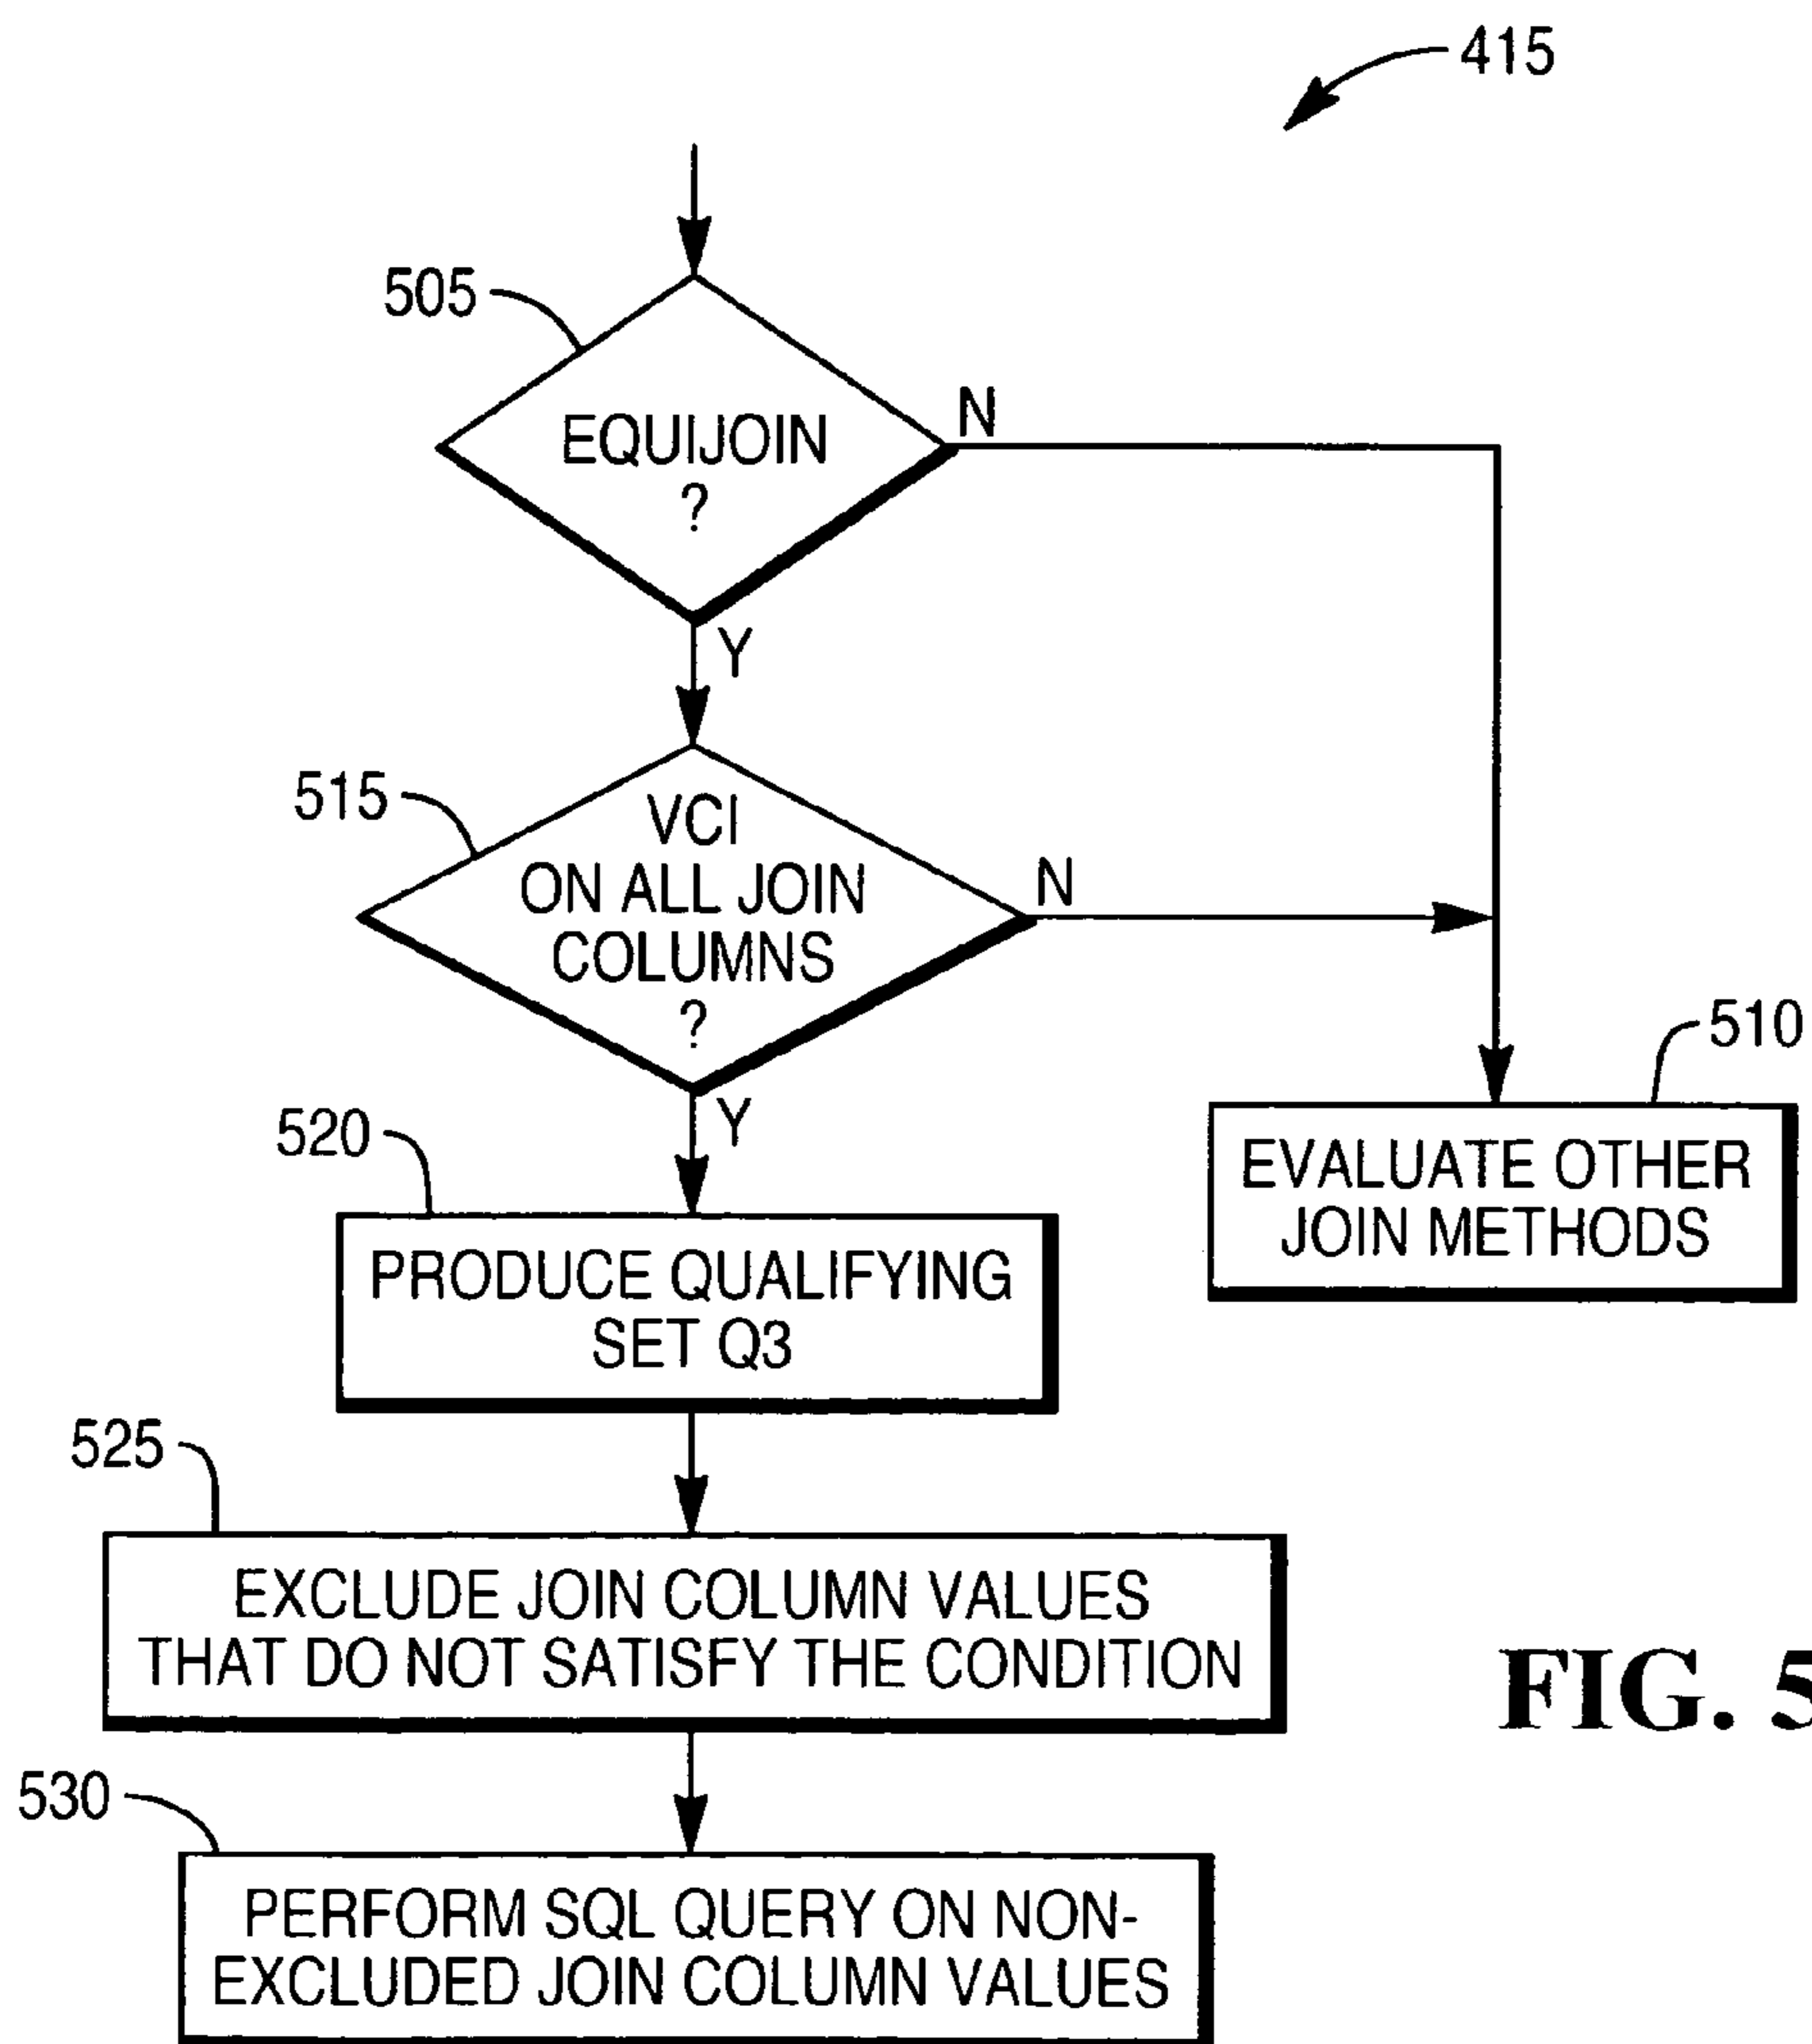 415
505
EQUIJOIN
?
N
Y
515
VCI
ON ALL JOIN
COLUMNS
?
N
Y
510
EVALUATE OTHER
JOIN METHODS
520
PRODUCE QUALIFYING
SET Q3
525
EXCLUDE JOIN COLUMN VALUES
THAT DO NOT SATISFY THE CONDITION
FIG. 5
530
PERFORM SQL QUERY ON NON-
EXCLUDED JOIN COLUMN VALUES